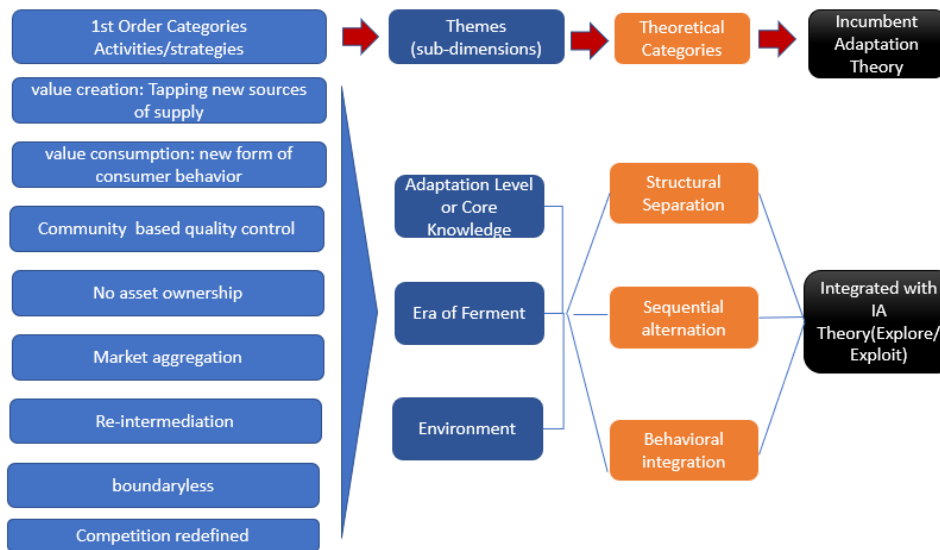 1st Order Categories
Activities/strategies
Themes
(sub-dimensions)
Theoretical
Categories
Incumbent
Adaptation
Theory
value creation: Tapping new sources
of supply
value consumption: new form of
consumer behavior
Community based quality control
No asset ownership
Market aggregation
Re-intermediation
boundaryless
Competition redefined
Adaptation Level
or Core
Knowledge
Era of Ferment
Environment
Structural
Separation
Sequential
alternation
Behavioral
integration
Integrated with
IA
Theory(Explore/
Exploit)